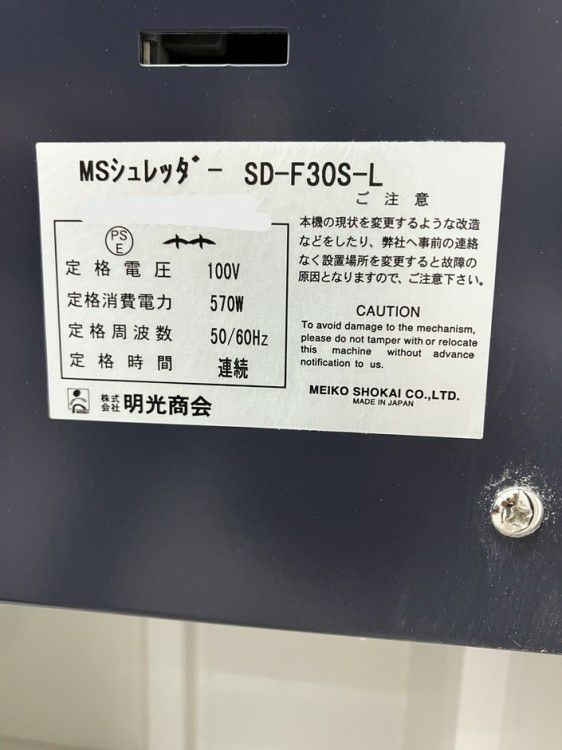 MSシュレッダー SD-F30S-L
PS
E
定格電圧 100V
定格消費電力 570W
定格周波数 50/60Hz
定格時間 連続
株式
会社 明光商会
ご注意
本機の現状を変更するような改造
などをしたり、弊社へ事前の連絡
なく設置場所を変更すると故障の
原因となりますので、ご注意下さい。
CAUTION
To avoid damage to the mechanism,
please do not tamper with or relocate
this machine without advance
notification to us.
MEIKO SHOKAI CO.,LTD.
MADE IN JAPAN